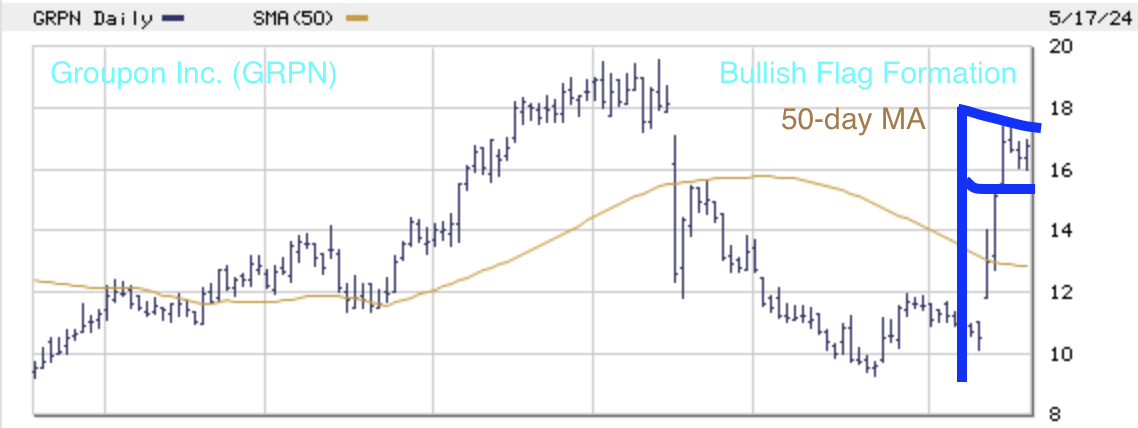 GRPN Daily SMA(50) 5/17/24
20
Groupon Inc. (GRPN) Bullish Flag Formation
18
50-day MA
16
14
12
10
8